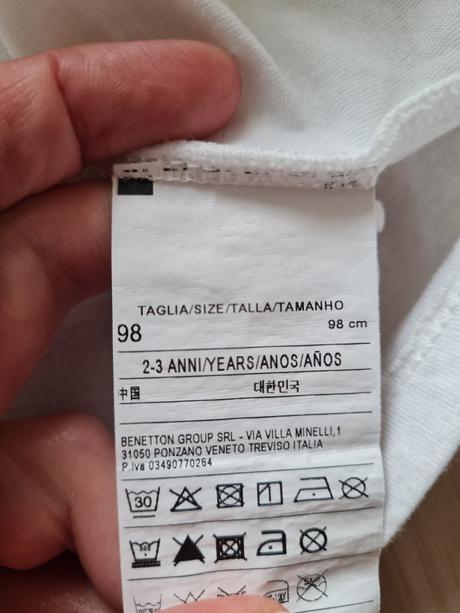 TAGLIA/SIZE/TALLA/TAMANHO
98 98 cm
2-3 ANNI/YEARS/ANOS/AÑOS
中国 대한민국
BENETTON GROUP SRL - VIA VILLA MINELLI,1
31050 PONZANO VENETO TREVISO ITALIA
P.Iva 03490770264
30